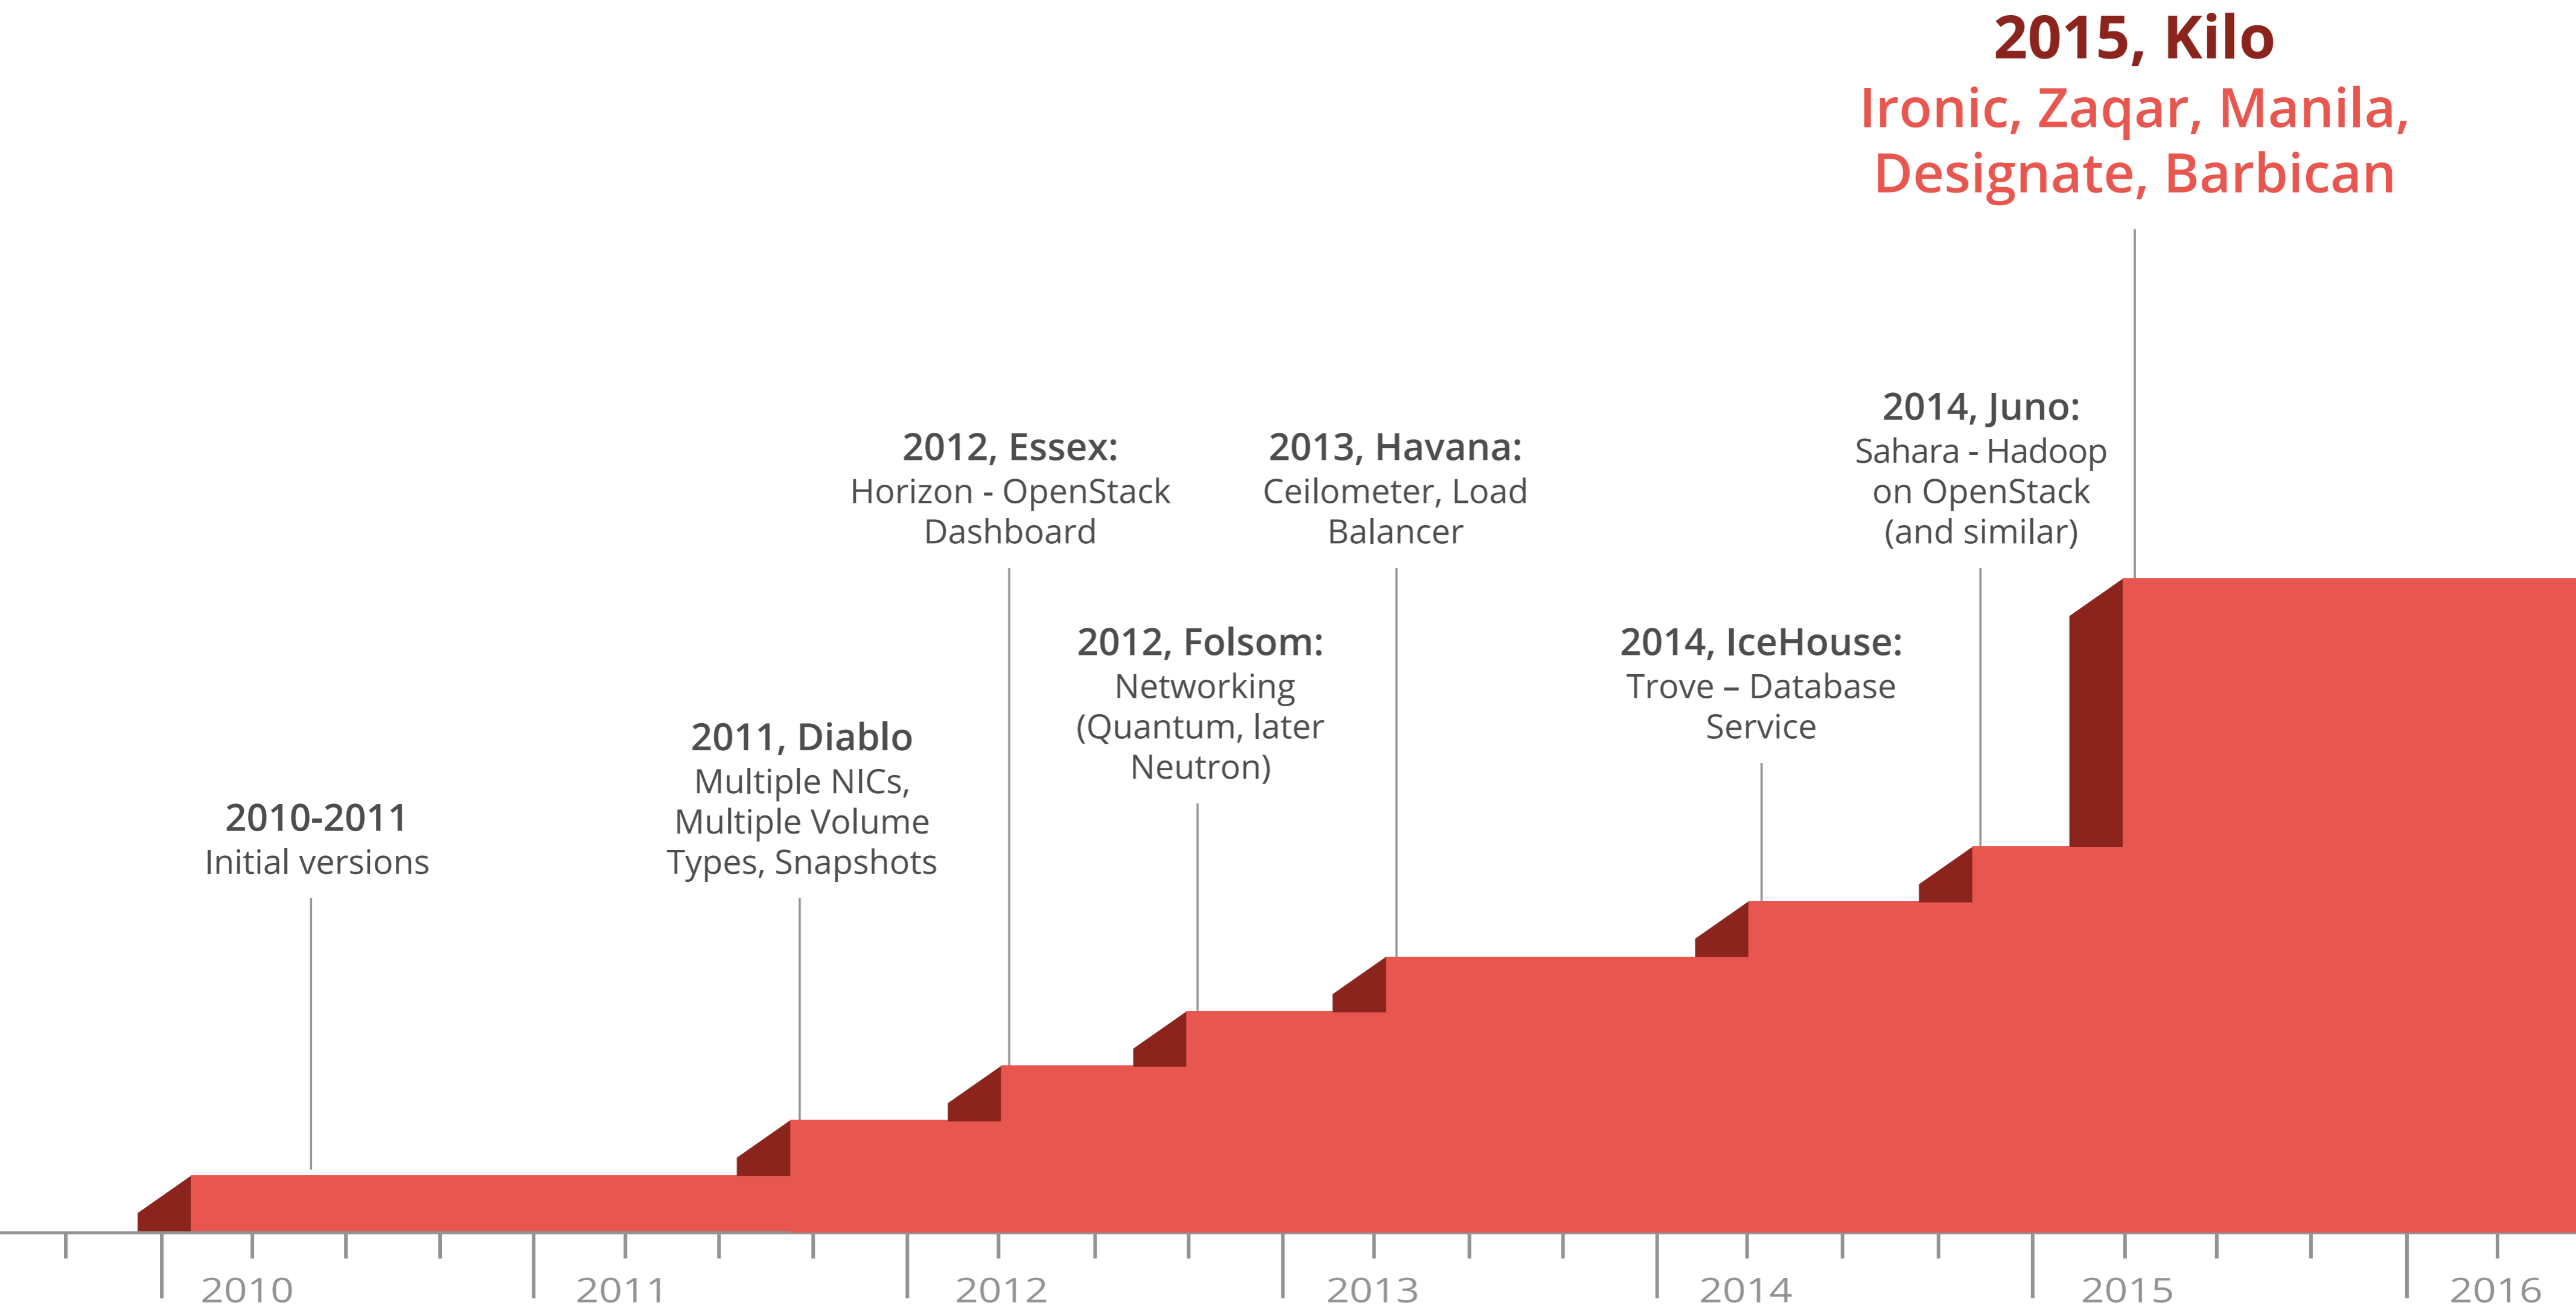 2015, Kilo
Ironic, Zaqar, Manila,
Designate, Barbican
2014, Juno:
Sahara - Hadoop
on OpenStack
(and similar)
2012, Essex:
Horizon - OpenStack
Dashboard
2013, Havana:
Ceilometer, Load
Balancer
2012, Folsom:
Networking
(Quantum, later
Neutron)
2014, IceHouse:
Trove – Database
Service
2011, Diablo
Multiple NICs,
Multiple Volume
Types, Snapshots
2010-2011
Initial versions
2010
2011
2012
2013
2014
2015
2016